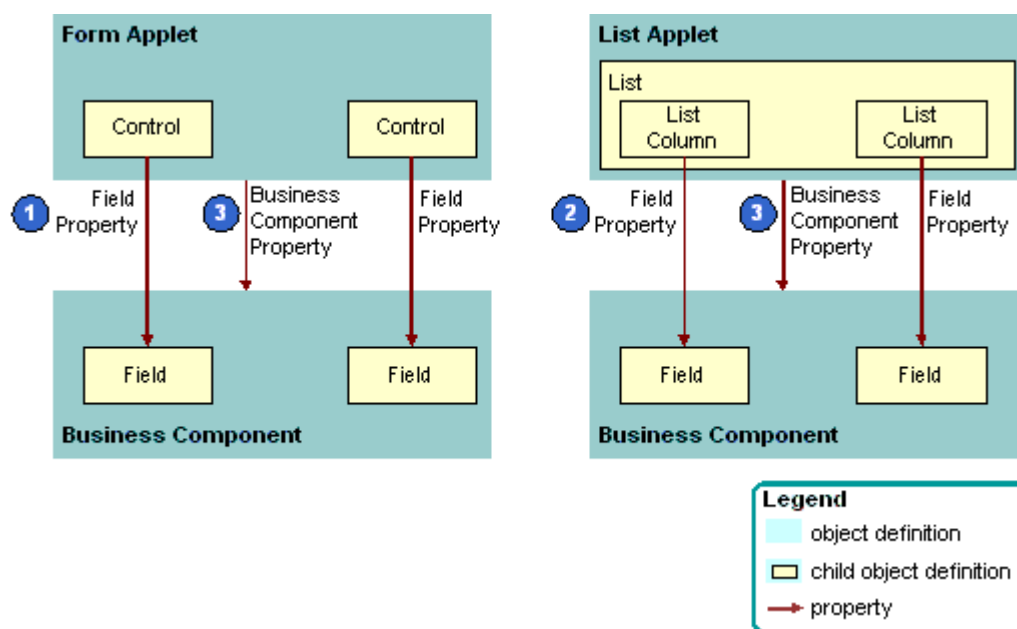 Form Applet
Control
Control
1
Field
Property
3
Business
Component
Property
Field
Property
Field
Field
Business Component
List Applet
List
List
Column
List
Column
2
Field
Property
3
Business
Component
Property
Field
Property
Field
Field
Business Component
Legend
object definition
child object definition
property